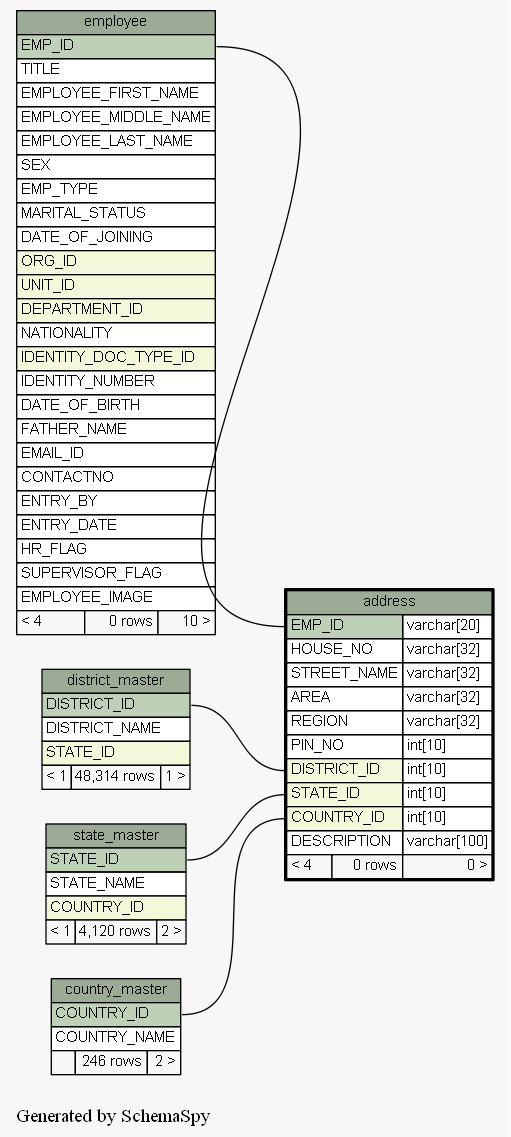 employee
EMP_ID
TITLE
EMPLOYEE_FIRST_NAME
EMPLOYEE_MIDDLE_NAME
EMPLOYEE_LAST_NAME
SEX
EMP_TYPE
MARITAL_STATUS
DATE_OF_JOINING
ORG_ID
UNIT_ID
DEPARTMENT_ID
NATIONALITY
IDENTITY_DOC_TYPE_ID
IDENTITY_NUMBER
DATE_OF_BIRTH
FATHER_NAME
EMAIL_ID
CONTACTNO
ENTRY_BY
ENTRY_DATE
HR_FLAG
SUPERVISOR_FLAG
EMPLOYEE_IMAGE
< 4 0 rows 10 >
address
EMP_ID varchar[20]
HOUSE_NO varchar[32]
STREET_NAME varchar[32]
AREA varchar[32]
REGION varchar[32]
PIN_NO int[10]
DISTRICT_ID int[10]
STATE_ID int[10]
COUNTRY_ID int[10]
DESCRIPTION varchar[100]
< 4 0 rows 0 >
district_master
DISTRICT_ID
DISTRICT_NAME
STATE_ID
< 1 48,314 rows 1 >
state_master
STATE_ID
STATE_NAME
COUNTRY_ID
< 1 4,120 rows 2 >
country_master
COUNTRY_ID
COUNTRY_NAME
246 rows 2 >
Generated by SchemaSpy